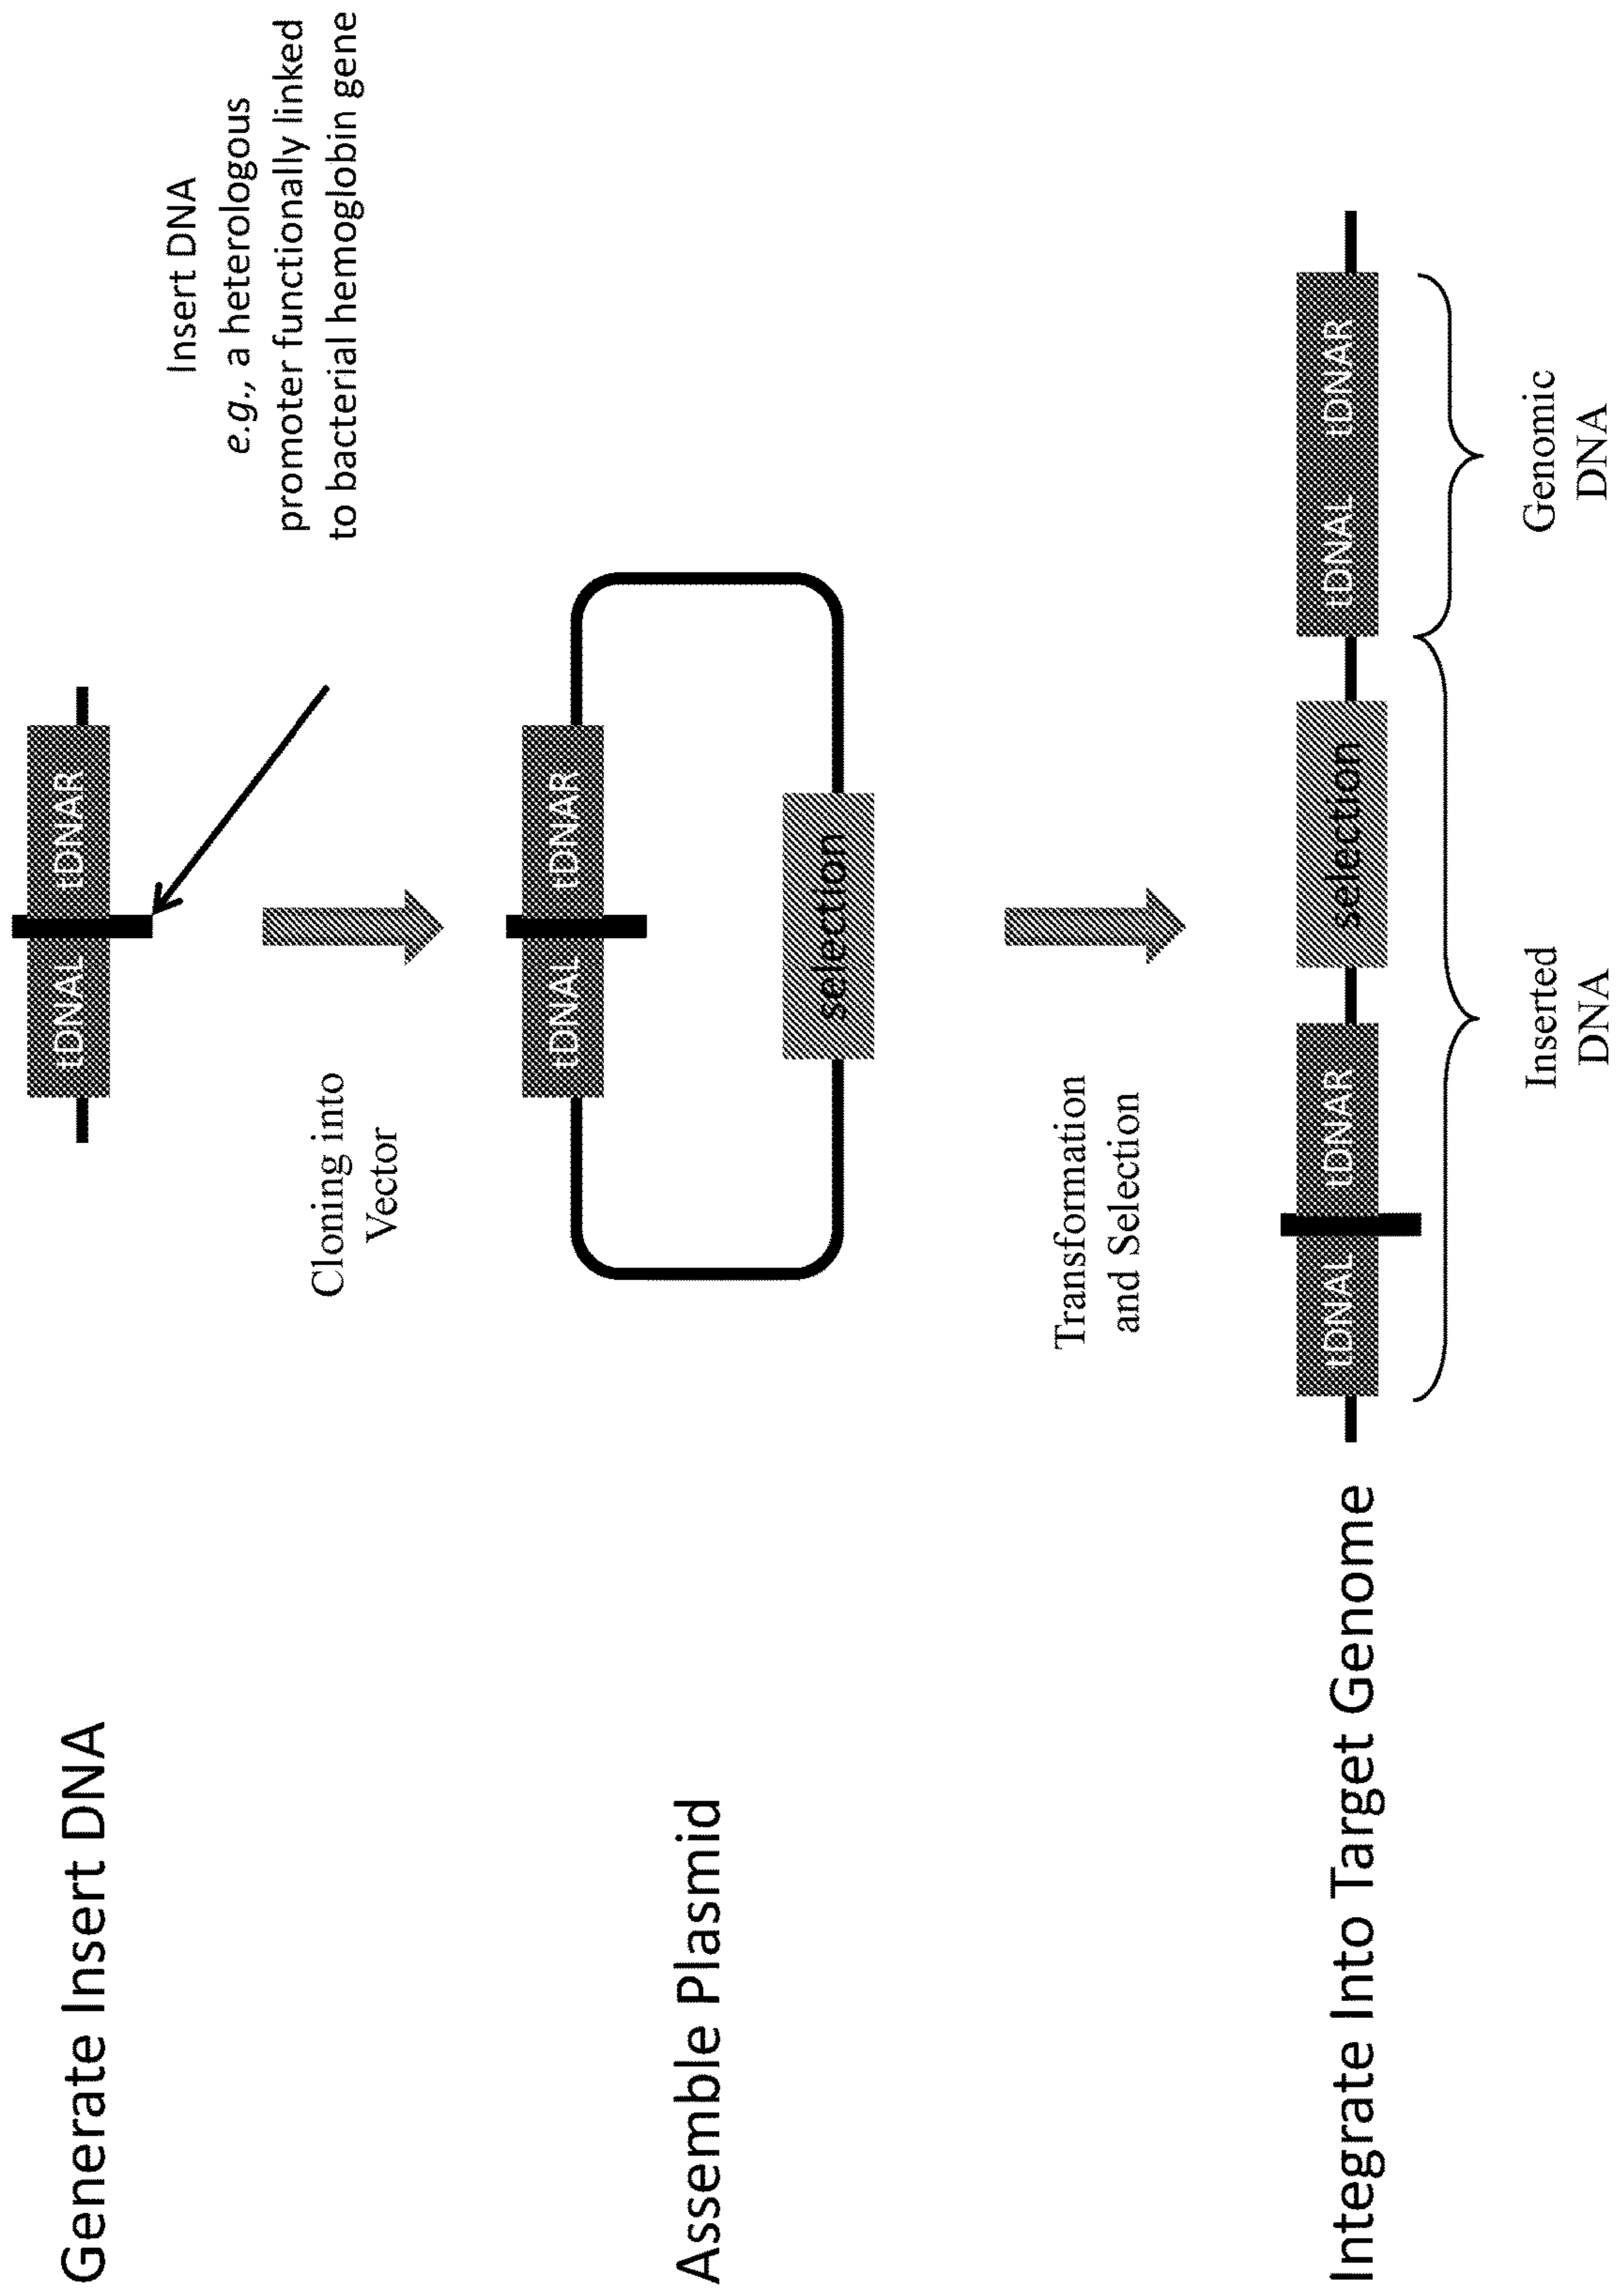 Generate Insert DNA
tDNAL tDNAR
Insert DNA
e.g., a heterologous
promoter functionally linked
to bacterial hemoglobin gene
Cloning into
Vector
Assemble Plasmid
tDNAL tDNAR
selection
Transformation
and Selection
Integrate Into Target Genome
tDNAL tDNAR
selection
tDNAL tDNAR
Inserted
DNA
Genomic
DNA